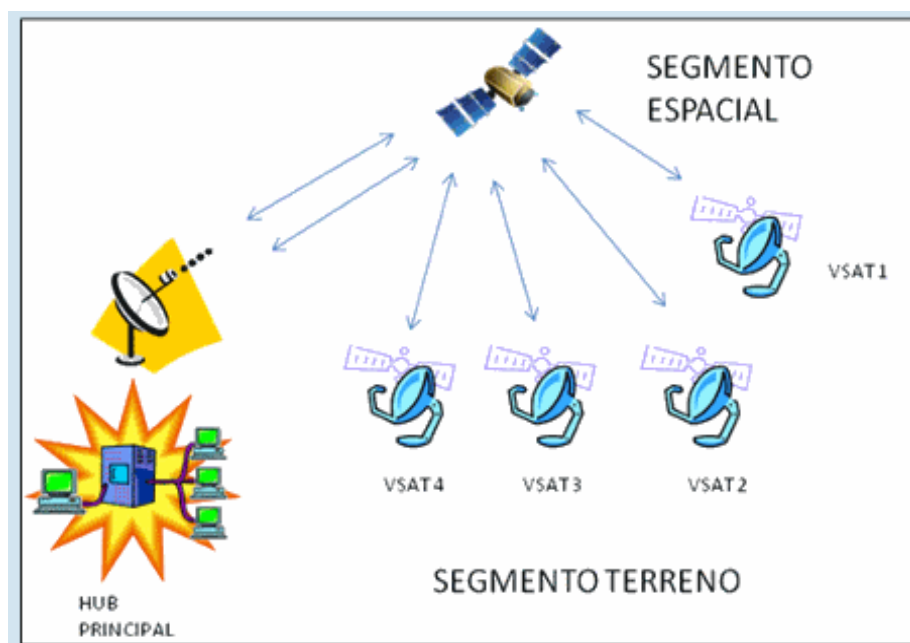 SEGMENTO
ESPACIAL
VSAT1
VSAT4
VSAT3
VSAT2
SEGMENTO TERRENO
HUB
PRINCIPAL